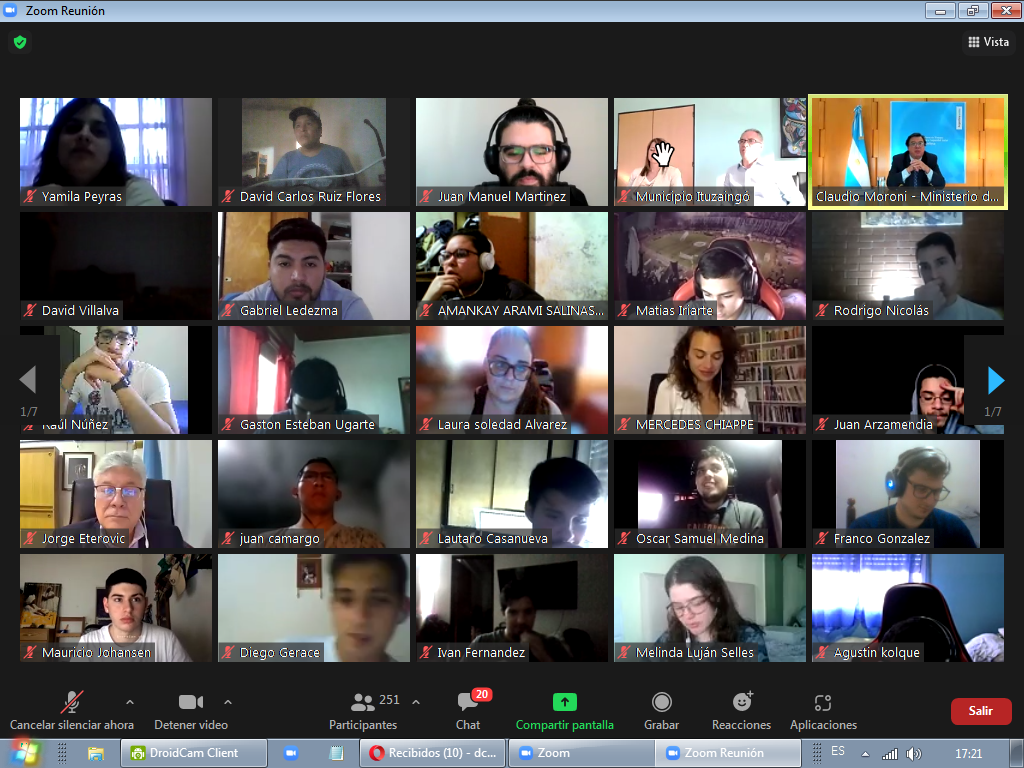 Zoom Reunión
Vista
Yamila Peyras
David Carlos Ruiz Flores
Juan Manuel Martinez
Municipio Ituzaingó
Claudio Moroni - Ministerio d...
David Villalva
Gabriel Ledezma
AMANKAY ARAMI SALINAS...
Matias Iriarte
Rodrigo Nicolás
1/7
Raúl Núñez
Gaston Esteban Ugarte
Laura soledad Alvarez
MERCEDES CHIAPPE
Juan Arzamendia
1/7
Jorge Eterovic
juan camargo
Lautaro Casanueva
Oscar Samuel Medina
Franco Gonzalez
Mauricio Johansen
Diego Gerace
Ivan Fernandez
Melinda Luján Selles
Agustin kolque
Cancelar silenciar ahora
Detener video
251
Participantes
20
Chat
Compartir pantalla
Grabar
Reacciones
Aplicaciones
Salir
DroidCam Client
Recibidos (10) - dc...
Zoom
Zoom Reunión
ES
17:21